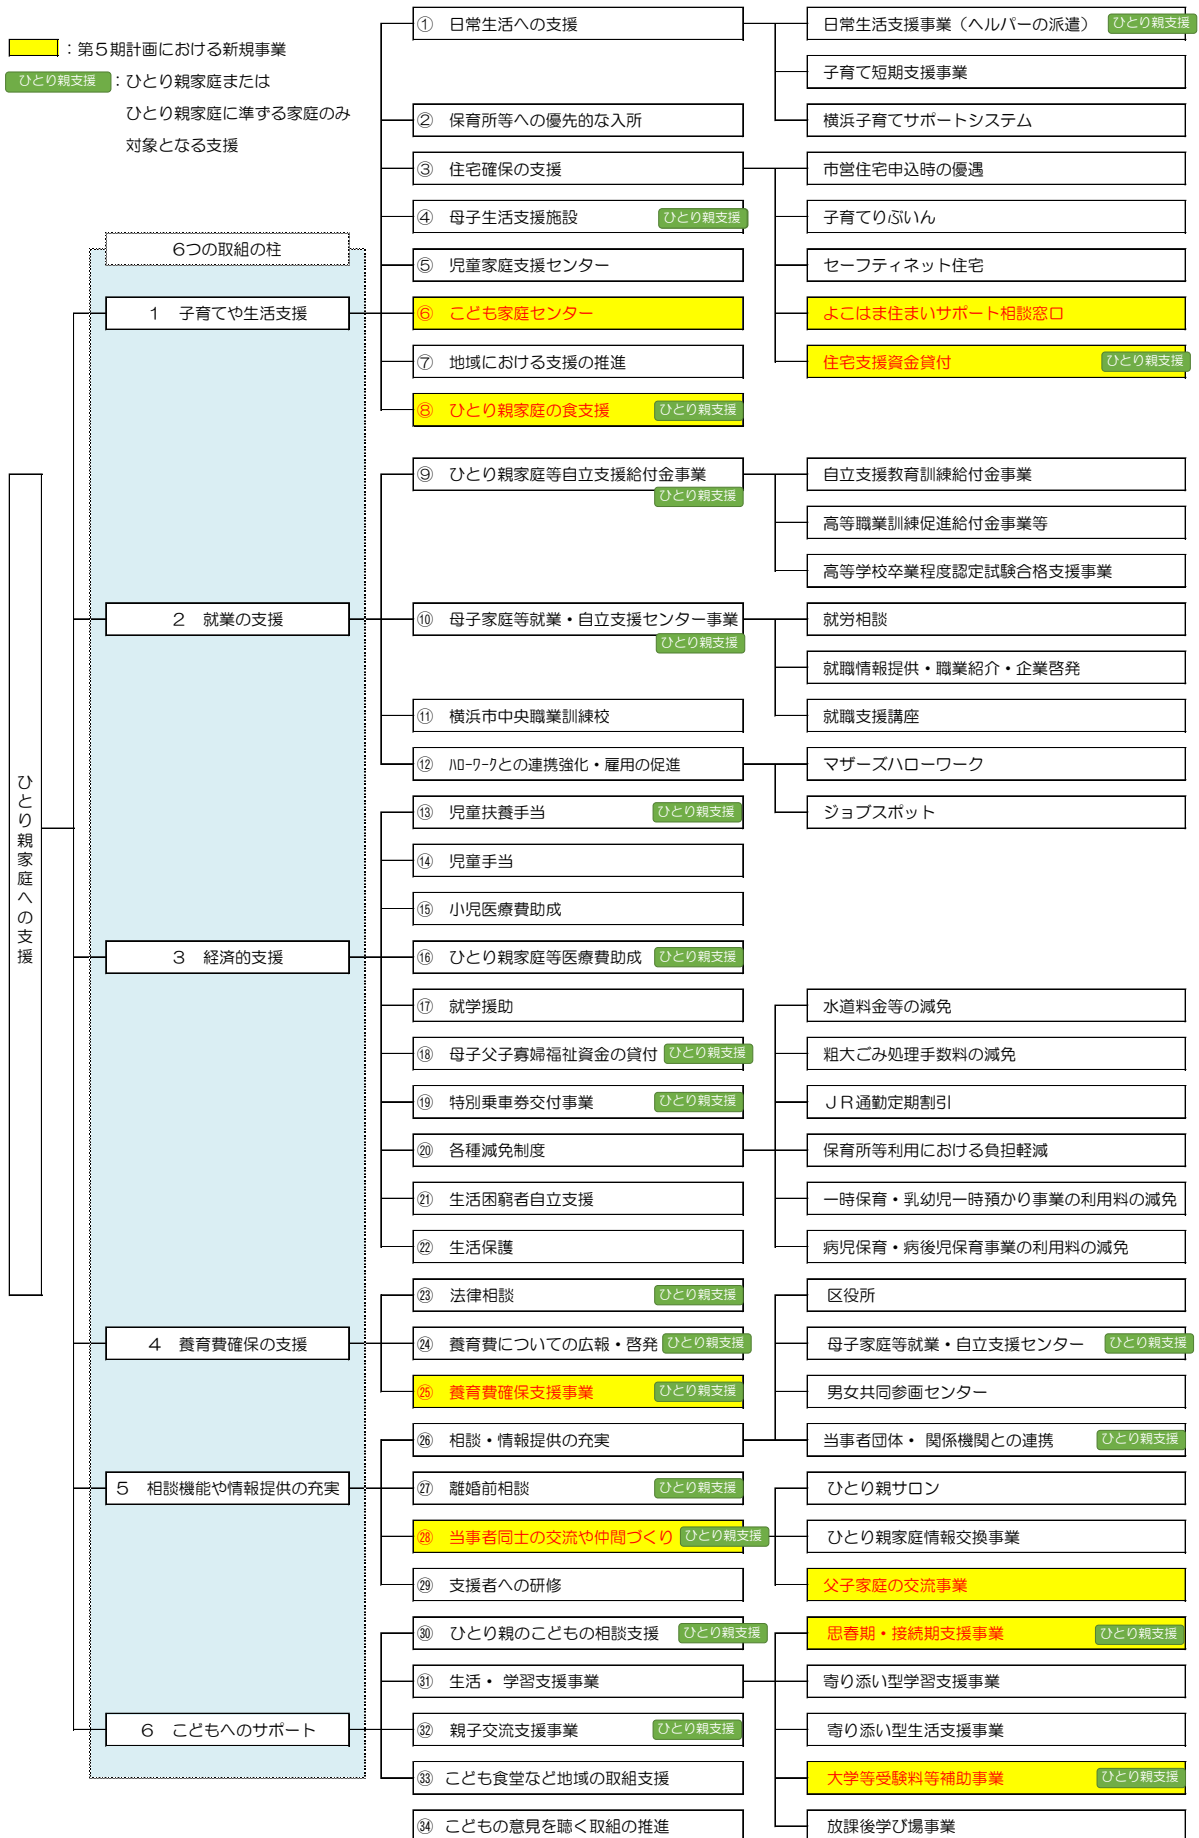 ：第５期計画における新規事業
ひとり親支援 ：ひとり親家庭または
ひとり親家庭に準ずる家庭のみ
対象となる支援
ひとり親家庭への支援
６つの取組の柱
１ 子育てや生活支援
① 日常生活への支援
日常生活支援事業（ヘルパーの派遣） ひとり親支援
子育て短期支援事業
横浜子育てサポートシステム
② 保育所等への優先的な入所
③ 住宅確保の支援
市営住宅申込時の優遇
子育てりぶいん
セーフティネット住宅
よこはま住まいサポート相談窓口
住宅支援資金貸付 ひとり親支援
④ 母子生活支援施設 ひとり親支援
⑤ 児童家庭支援センター
⑥ こども家庭センター
⑦ 地域における支援の推進
⑧ ひとり親家庭の食支援 ひとり親支援
２ 就業の支援
⑨ ひとり親家庭等自立支援給付金事業
ひとり親支援
自立支援教育訓練給付金事業
高等職業訓練促進給付金事業等
高等学校卒業程度認定試験合格支援事業
⑩ 母子家庭等就業・自立支援センター事業
ひとり親支援
就労相談
就職情報提供・職業紹介・企業啓発
就職支援講座
⑪ 横浜市中央職業訓練校
⑫ ﾊﾛｰﾜｰｸとの連携強化・雇用の促進
マザーズハローワーク
ジョブスポット
３ 経済的支援
⑬ 児童扶養手当 ひとり親支援
⑭ 児童手当
⑮ 小児医療費助成
⑯ ひとり親家庭等医療費助成 ひとり親支援
⑰ 就学援助
⑱ 母子父子寡婦福祉資金の貸付 ひとり親支援
⑲ 特別乗車券交付事業 ひとり親支援
⑳ 各種減免制度
水道料金等の減免
粗大ごみ処理手数料の減免
ＪＲ通勤定期割引
保育所等利用における負担軽減
一時保育・乳幼児一時預かり事業の利用料の減免
病児保育・病後児保育事業の利用料の減免
㉑ 生活困窮者自立支援
㉒ 生活保護
４ 養育費確保の支援
㉓ 法律相談 ひとり親支援
㉔ 養育費についての広報・啓発 ひとり親支援
㉕ 養育費確保支援事業 ひとり親支援
５ 相談機能や情報提供の充実
㉖ 相談・情報提供の充実
区役所
母子家庭等就業・自立支援センター ひとり親支援
男女共同参画センター
当事者団体・ 関係機関との連携 ひとり親支援
㉗ 離婚前相談 ひとり親支援
㉘ 当事者同士の交流や仲間づくり ひとり親支援
ひとり親サロン
ひとり親家庭情報交換事業
父子家庭の交流事業
㉙ 支援者への研修
６ こどもへのサポート
㉚ ひとり親のこどもの相談支援 ひとり親支援
㉛ 生活・ 学習支援事業
思春期・接続期支援事業 ひとり親支援
寄り添い型学習支援事業
寄り添い型生活支援事業
大学等受験料等補助事業 ひとり親支援
放課後学び場事業
㉜ 親子交流支援事業 ひとり親支援
㉝ こども食堂など地域の取組支援
㉞ こどもの意見を聴く取組の推進